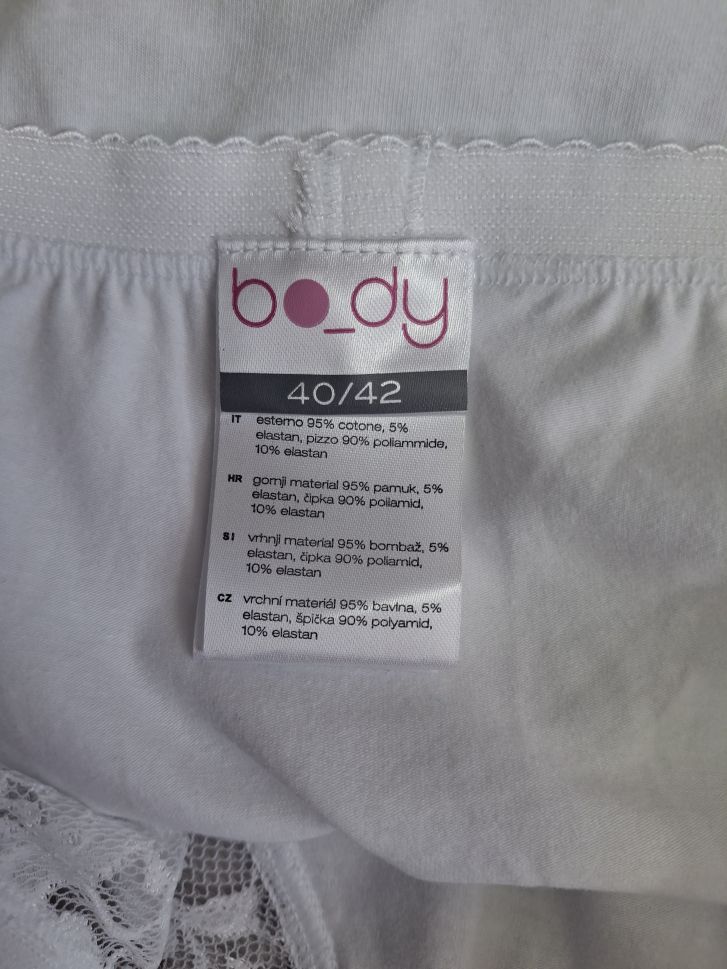 bo_dy
40/42
IT esterno 95% cotone, 5%
elastan, pizzo 90% poliammide,
10% elastan
HR gornji material 95% pamuk, 5%
elastan, čipka 90% poliamid,
10% elastan
SI vrhnji material 95% bombaž, 5%
elastan, čipka 90% poliamid,
10% elastan
CZ vrchní materiál 95% bavlna, 5%
elastan, špička 90% polyamid,
10% elastan